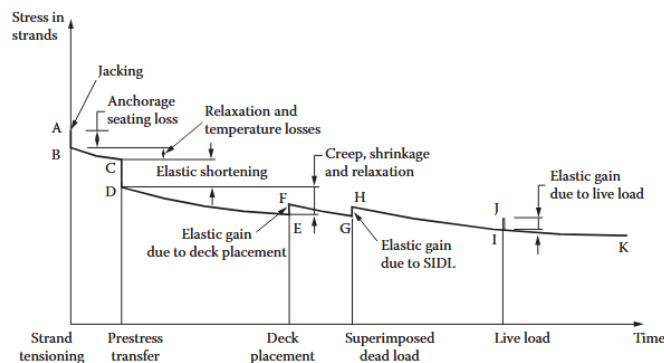 Stress in
strands
Jacking
A
Anchorage
seating loss
Relaxation and
temperature losses
B
C
Elastic shortening
Creep, shrinkage
and relaxation
Elastic gain
due to live load
D
F
H
J
E
G
I
K
Elastic gain
due to deck placement
Elastic gain
due to SIDL
Strand
tensioning
Prestress
transfer
Deck
placement
Superimposed
dead load
Live load
Time